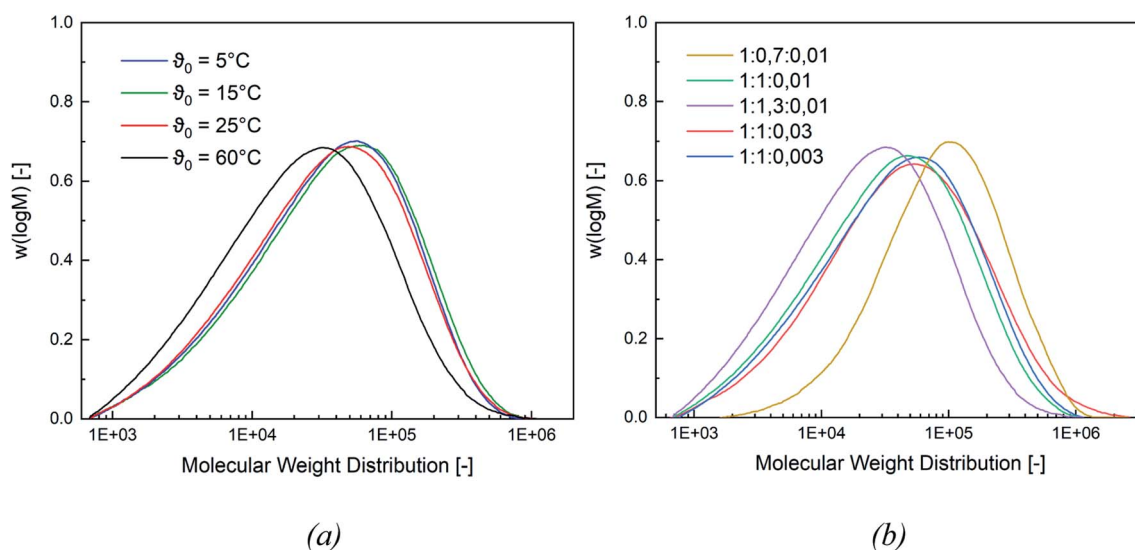 1.0
0.8
0.6
0.4
0.2
0.0
w(logM) [-]
ϑ0 = 5°C
ϑ0 = 15°C
ϑ0 = 25°C
ϑ0 = 60°C
1E+03 1E+04 1E+05 1E+06
Molecular Weight Distribution [-]
(a)
1.0
0.8
0.6
0.4
0.2
0.0
w(logM) [-]
1:0,7:0,01
1:1:0,01
1:1,3:0,01
1:1:0,03
1:1:0,003
1E+03 1E+04 1E+05 1E+06
Molecular Weight Distribution [-]
(b)